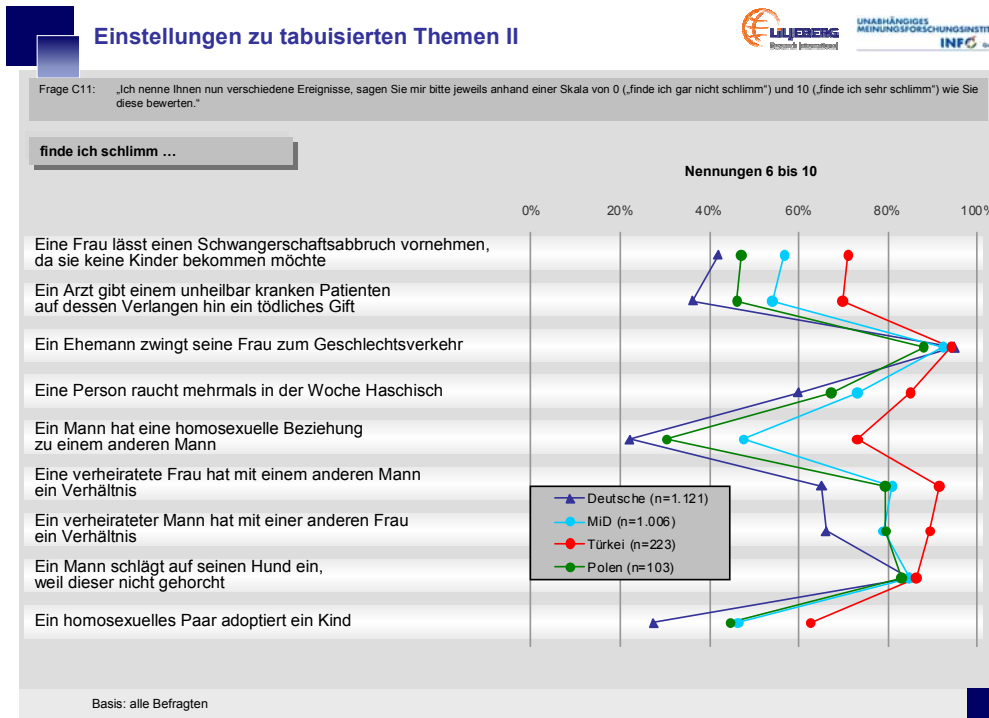 Einstellungen zu tabuisierten Themen II
LILJEBERG
Research International
UNABHÄNGIGES
MEINUNGSFORSCHUNGSINSTIT
INFO G
Frage C11: „Ich nenne Ihnen nun verschiedene Ereignisse, sagen Sie mir bitte jeweils anhand einer Skala von 0 („finde ich gar nicht schlimm“) und 10 („finde ich sehr schlimm“) wie Sie
diese bewerten.“
finde ich schlimm …
Nennungen 6 bis 10
0% 20% 40% 60% 80% 100%
Eine Frau lässt einen Schwangerschaftsabbruch vornehmen,
da sie keine Kinder bekommen möchte
Ein Arzt gibt einem unheilbar kranken Patienten
auf dessen Verlangen hin ein tödliches Gift
Ein Ehemann zwingt seine Frau zum Geschlechtsverkehr
Eine Person raucht mehrmals in der Woche Haschisch
Ein Mann hat eine homosexuelle Beziehung
zu einem anderen Mann
Eine verheiratete Frau hat mit einem anderen Mann
ein Verhältnis
Ein verheirateter Mann hat mit einer anderen Frau
ein Verhältnis
Ein Mann schlägt auf seinen Hund ein,
weil dieser nicht gehorcht
Ein homosexuelles Paar adoptiert ein Kind
Deutsche (n=1.121)
MiD (n=1.006)
Türkei (n=223)
Polen (n=103)
Basis: alle Befragten